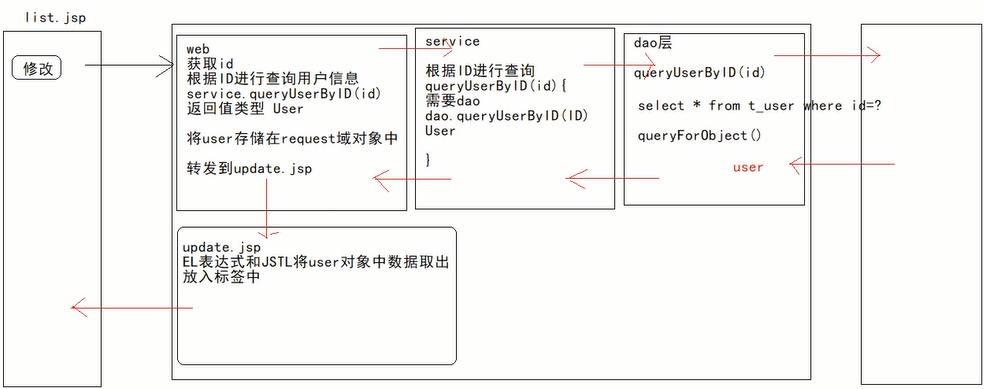 list.jsp
修改
web
获取id
根据ID进行查询用户信息
service.queryUserByID(id)
返回值类型 User
将user存储在request域对象中
转发到update.jsp
service
根据ID进行查询
queryUserByID(id){
需要dao
dao.queryUserByID(ID)
User
}
dao层
queryUserByID(id)
select * from t_user where id=?
queryForObject()
user
update.jsp
EL表达式和JSTL将user对象中数据取出
放入标签中